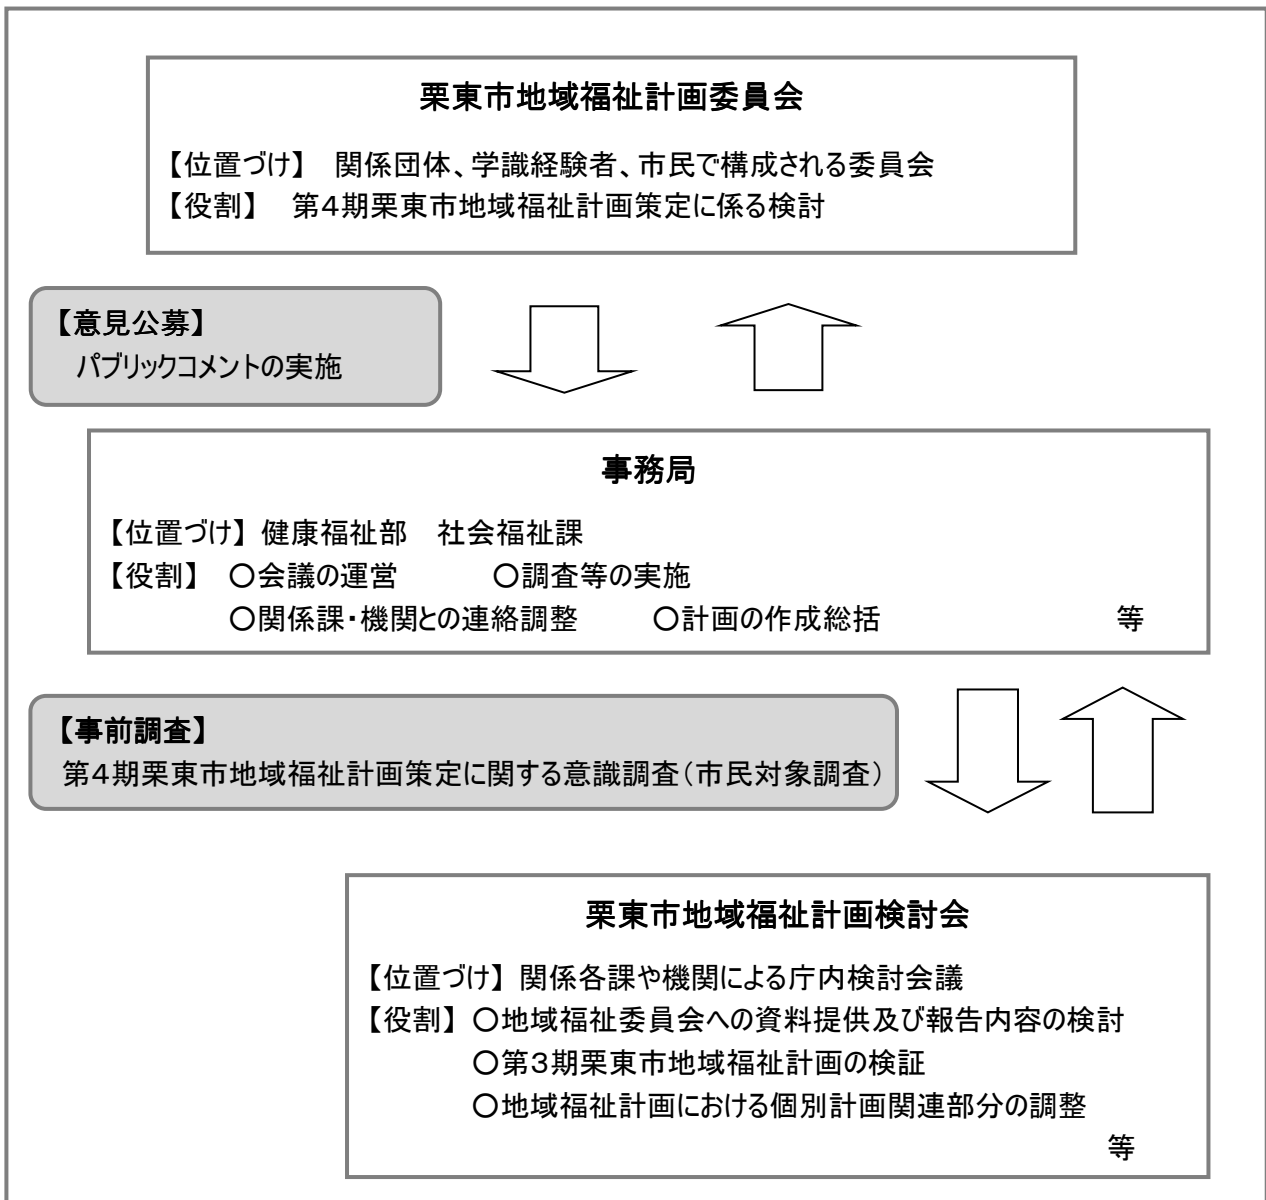 栗東市地域福祉計画委員会
【位置づけ】　関係団体、学識経験者、市民で構成される委員会
【役割】　第4期栗東市地域福祉計画策定に係る検討
【意見公募】
パブリックコメントの実施
事務局
【位置づけ】 健康福祉部　社会福祉課
【役割】　○会議の運営　　　　○調査等の実施
○関係課・機関との連絡調整　　　○計画の作成総括　　　　　　　　　等
【事前調査】
第4期栗東市地域福祉計画策定に関する意識調査（市民対象調査）
栗東市地域福祉計画検討会
【位置づけ】 関係各課や機関による庁内検討会議
【役割】 ○地域福祉委員会への資料提供及び報告内容の検討
○第3期栗東市地域福祉計画の検証
○地域福祉計画における個別計画関連部分の調整
等